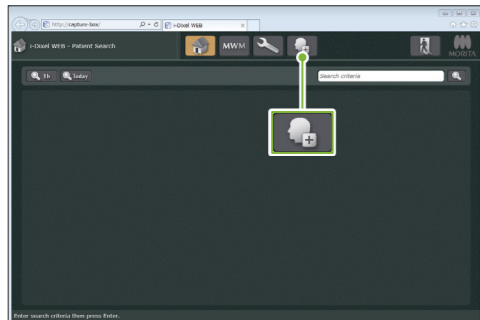 http://capture-box/
i-Dixel WEB
i-Dixel WEB - Patient Search
MWM
MORITA
1h
Today
Search criteria
Enter search criteria then press Enter.